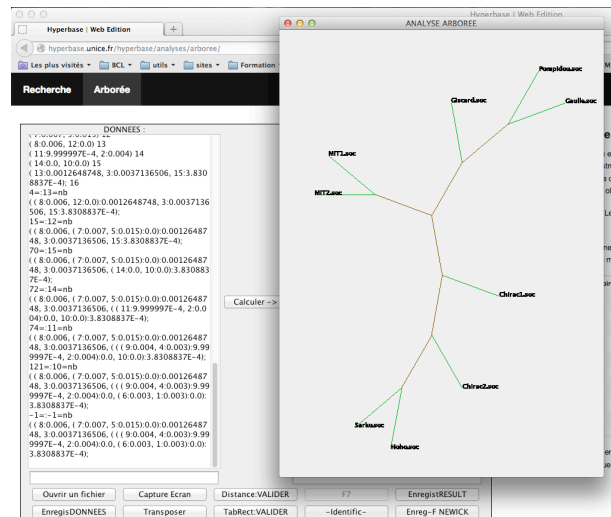 Hyperbase | Web Edition
Hyperbase | Web Edition
+
hyperbase.unice.fr/hyperbase/analyses/arboree/
Les plus visités
BCL
utils
sites
Formation
Recherche
Arborée
DONNEES :
( 8:0.006, 12:0.0) 13
( 11:9.999997E-4, 2:0.004) 14
( 14:0.0, 10:0.0) 15
( 13:0.0012648748, 3:0.0037136506, 15:3.830
8837E-4); 16
4=:13=nb
(( 8:0.006, 12:0.0):0.0012648748, 3:0.0037136
506, 15:3.8308837E-4);
15=:12=nb
(( 8:0.006, ( 7:0.007, 5:0.015):0.0):0.00126487
48, 3:0.0037136506, 15:3.8308837E-4);
70=:15=nb
(( 8:0.006, ( 7:0.007, 5:0.015):0.0):0.00126487
48, 3:0.0037136506, ( 14:0.0, 10:0.0):3.830883
7E-4);
72=:14=nb
(( 8:0.006, ( 7:0.007, 5:0.015):0.0):0.00126487
48, 3:0.0037136506, (( 11:9.999997E-4, 2:0.0
04):0.0, 10:0.0):3.8308837E-4);
74=:11=nb
(( 8:0.006, ( 7:0.007, 5:0.015):0.0):0.00126487
48, 3:0.0037136506, ((( 9:0.004, 4:0.003):9.99
9997E-4, 2:0.004):0.0, 10:0.0):3.8308837E-4);
121=:10=nb
(( 8:0.006, ( 7:0.007, 5:0.015):0.0):0.00126487
48, 3:0.0037136506, ((( 9:0.004, 4:0.003):9.99
9997E-4, 2:0.004):0.0, ( 6:0.003, 1:0.003):0.0):
3.8308837E-4);
-1=:-1=nb
(( 8:0.006, ( 7:0.007, 5:0.015):0.0):0.00126487
48, 3:0.0037136506, ((( 9:0.004, 4:0.003):9.99
9997E-4, 2:0.004):0.0, ( 6:0.003, 1:0.003):0.0):
3.8308837E-4);
Calculer ->
Ouvrir un fichier
Capture Ecran
Distance:VALIDER
F7
EnregistRESULT
EnregisDONNEES
Transposer
TabRect:VALIDER
-Identific-
Enreg-F NEWICK
ANALYSE ARBOREE
Pompidou.soc
Giscard.soc
Gaulle.soc
MIT1.soc
MIT2.soc
Chirac1.soc
Chirac2.soc
Sarko.soc
Hoho.soc